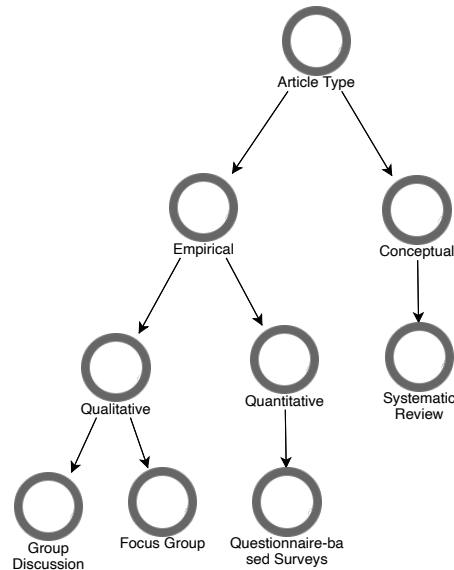 Article Type
Empirical
Conceptual
Qualitative
Quantitative
Systematic
Review
Group
Discussion
Focus Group
Questionnaire-ba
sed Surveys